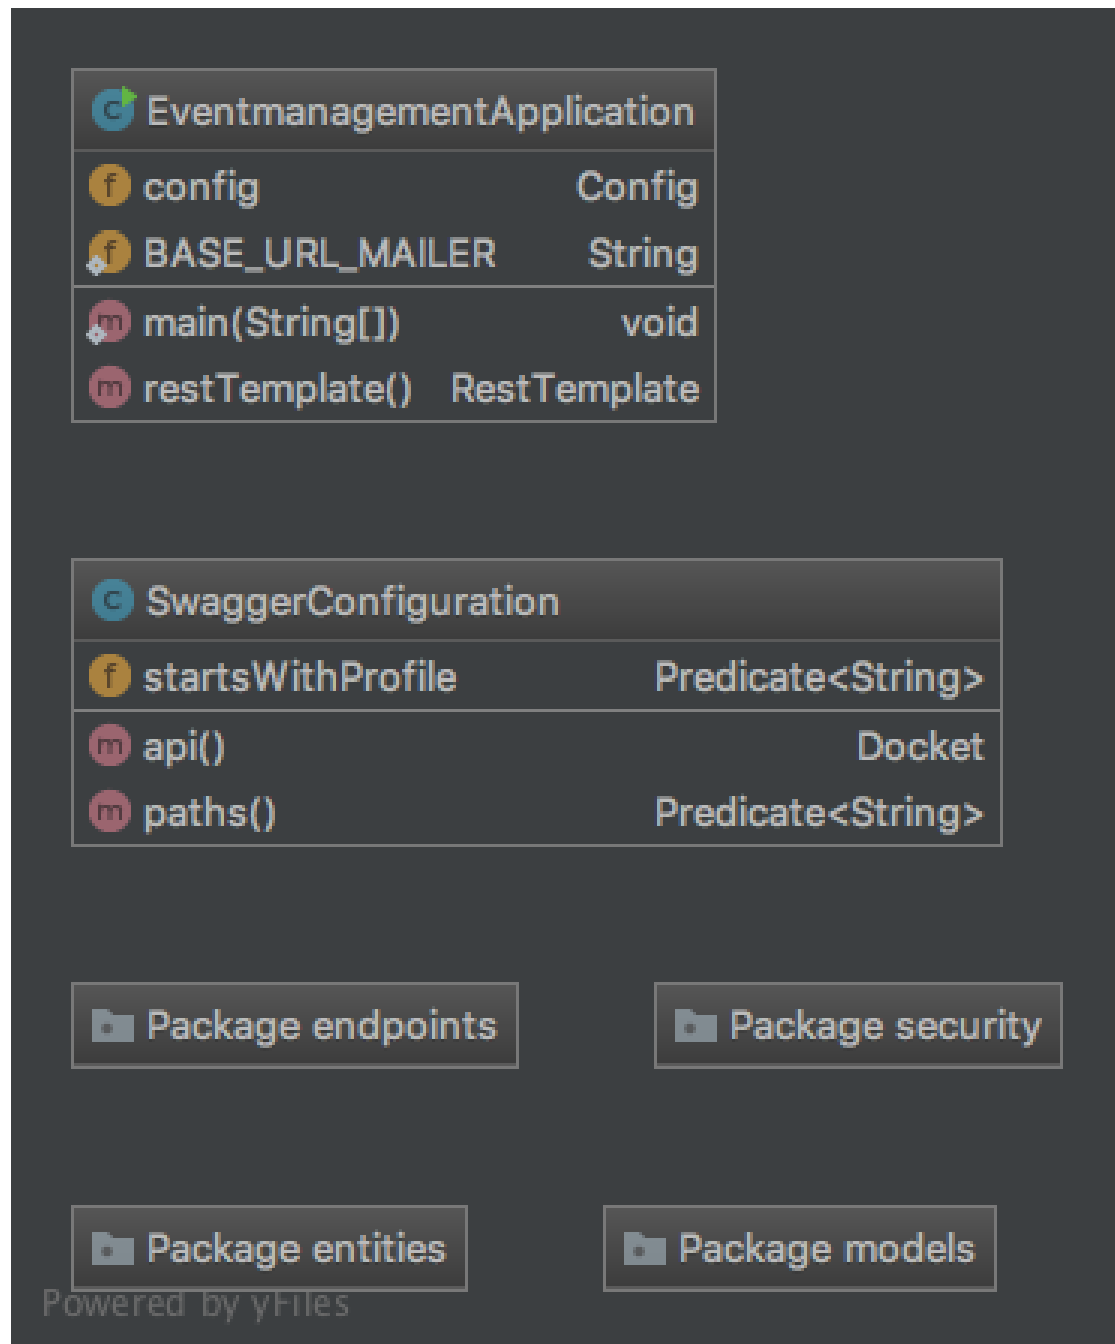 EventmanagementApplication
config Config
BASE_URL_MAILER String
main(String[]) void
restTemplate() RestTemplate
SwaggerConfiguration
startsWithProfile Predicate<String>
api() Docket
paths() Predicate<String>
Package endpoints Package security
Package entities Package models
Powered by yFiles